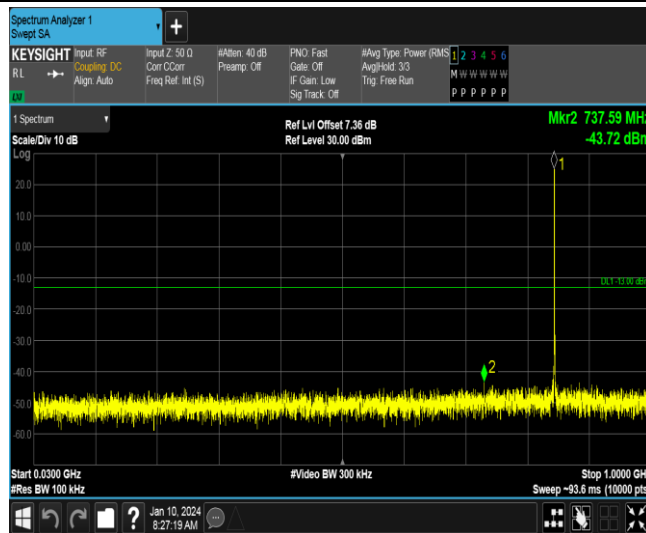 Spectrum Analyzer 1
Swept SA
KEYSIGHT
RL
Input: RF
Coupling: DC
Align: Auto
Input Z: 50 Ω
Corr CCorr
Freq Ref: Int (S)
#Atten: 40 dB
Preamp: Off
PNO: Fast
Gate: Off
IF Gain: Low
Sig Track: Off
#Avg Type: Power (RMS
Avg|Hold: 3/3
Trig: Free Run
1 2 3 4 5 6
M W W W W W
P P P P P P
1 Spectrum
Scale/Div 10 dB
Ref Lvl Offset 7.36 dB
Ref Level 30.00 dBm
Mkr2 737.59 MHz
-43.72 dBm
Log
1
20.0
10.0
0.00
-10.0
DL1 -13.00 dBm
-20.0
-30.0
-40.0
2
-50.0
-60.0
Start 0.0300 GHz
#Res BW 100 kHz
#Video BW 300 kHz
Stop 1.0000 GH
Sweep ~93.6 ms (10000 pts
?
Jan 10, 2024
8:27:19 AM